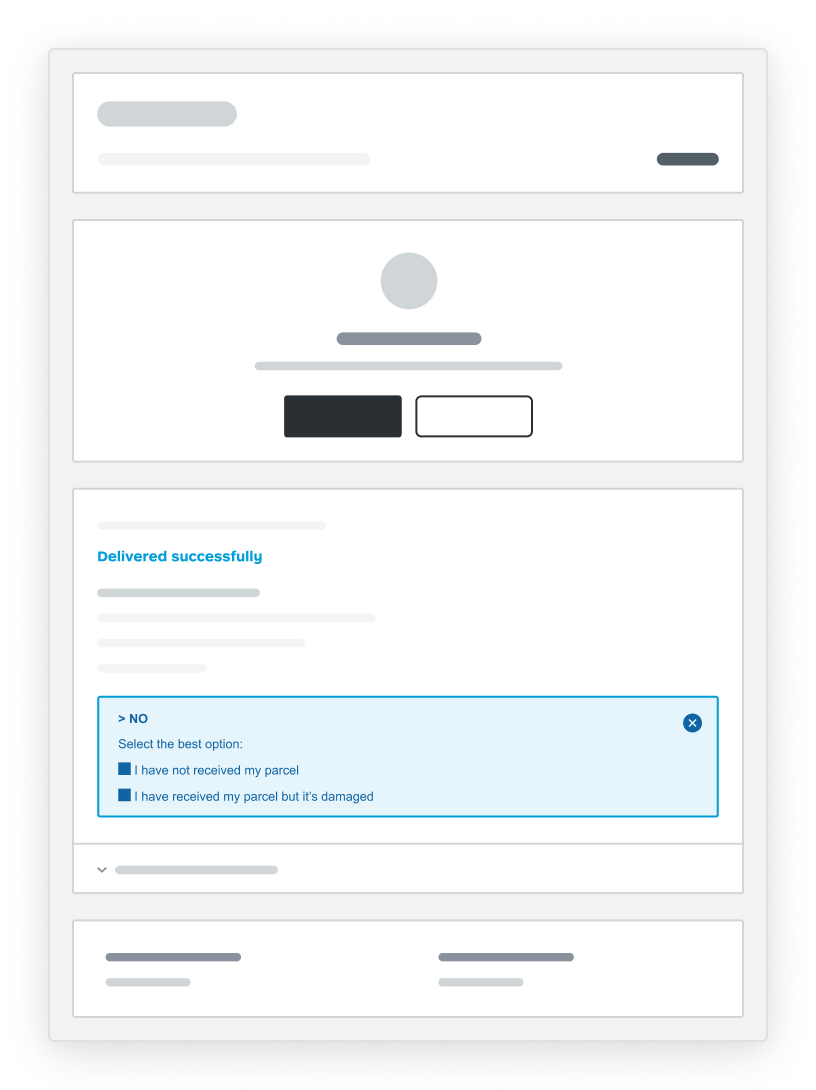 Delivered successfully
> NO
Select the best option:
I have not received my parcel
I have received my parcel but it’s damaged